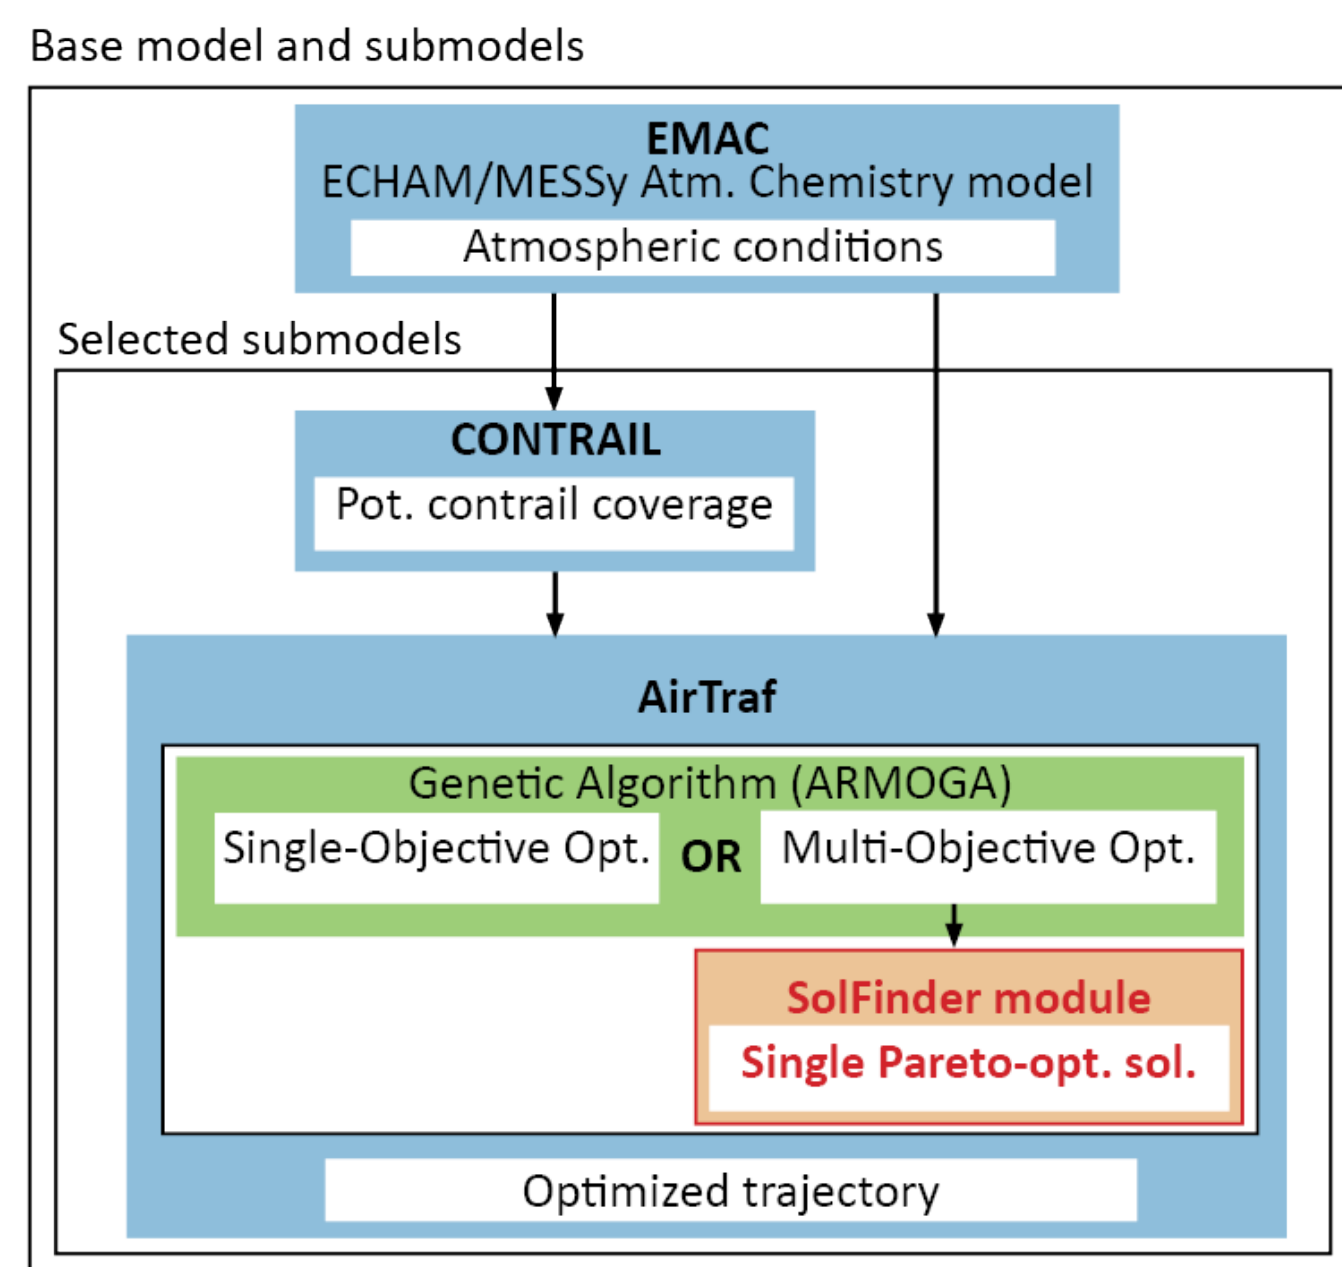 Base model and submodels
EMAC
ECHAM/MESSy Atm. Chemistry model
Atmospheric conditions
Selected submodels
CONTRAIL
Pot. contrail coverage
AirTraf
Genetic Algorithm (ARMOGA)
Single-Objective Opt. OR Multi-Objective Opt.
SolFinder module
Single Pareto-opt. sol.
Optimized trajectory